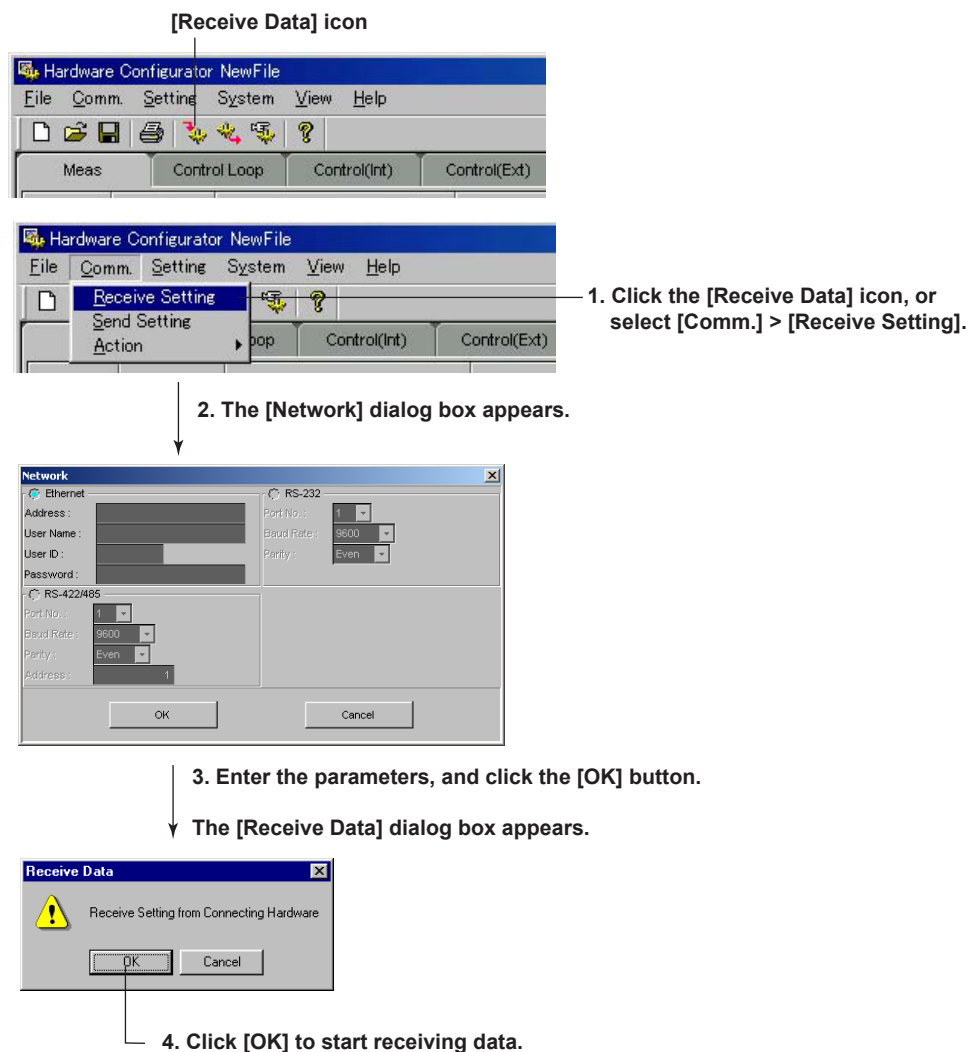 [Receive Data] icon
Hardware Configurator NewFile
File Comm. Setting System View Help
Meas Control Loop Control(Int) Control(Ext)
Hardware Configurator NewFile
File Comm. Setting System View Help
Receive Setting
Send Setting
Action
oop Control(Int) Control(Ext)
1. Click the [Receive Data] icon, or
select [Comm.] > [Receive Setting].
2. The [Network] dialog box appears.
Network
Ethernet
Address :
User Name :
User ID :
Password :
RS-232
Port No. : 1
Baud Rate : 9600
Parity : Even
RS-422/485
Port No. : 1
Baud Rate : 9600
Parity : Even
Address : 1
OK Cancel
3. Enter the parameters, and click the [OK] button.
The [Receive Data] dialog box appears.
Receive Data
Receive Setting from Connecting Hardware
OK Cancel
4. Click [OK] to start receiving data.